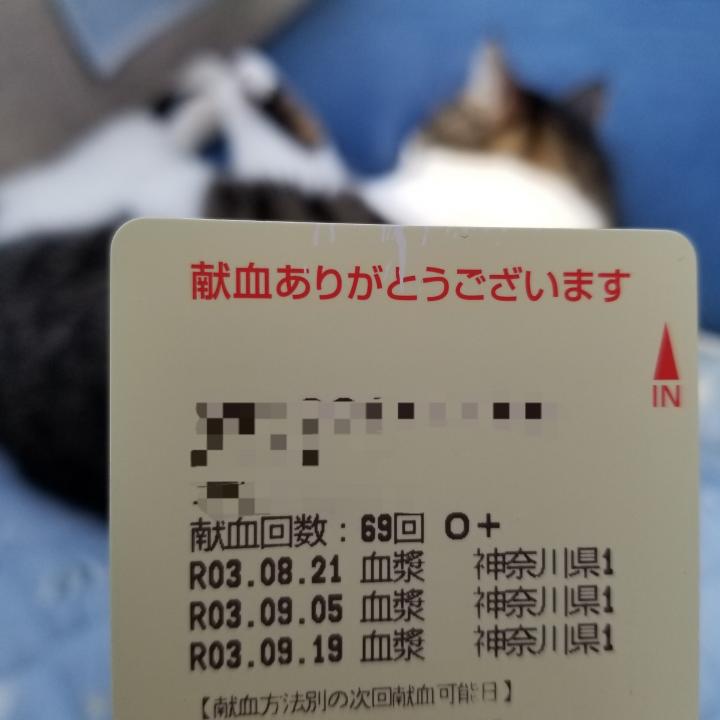 献血ありがとうございます
IN
献血回数：69回 O+
R03.08.21 血漿 神奈川県1
R03.09.05 血漿 神奈川県1
R03.09.19 血漿 神奈川県1
【献血方法別の次回献血可能日】